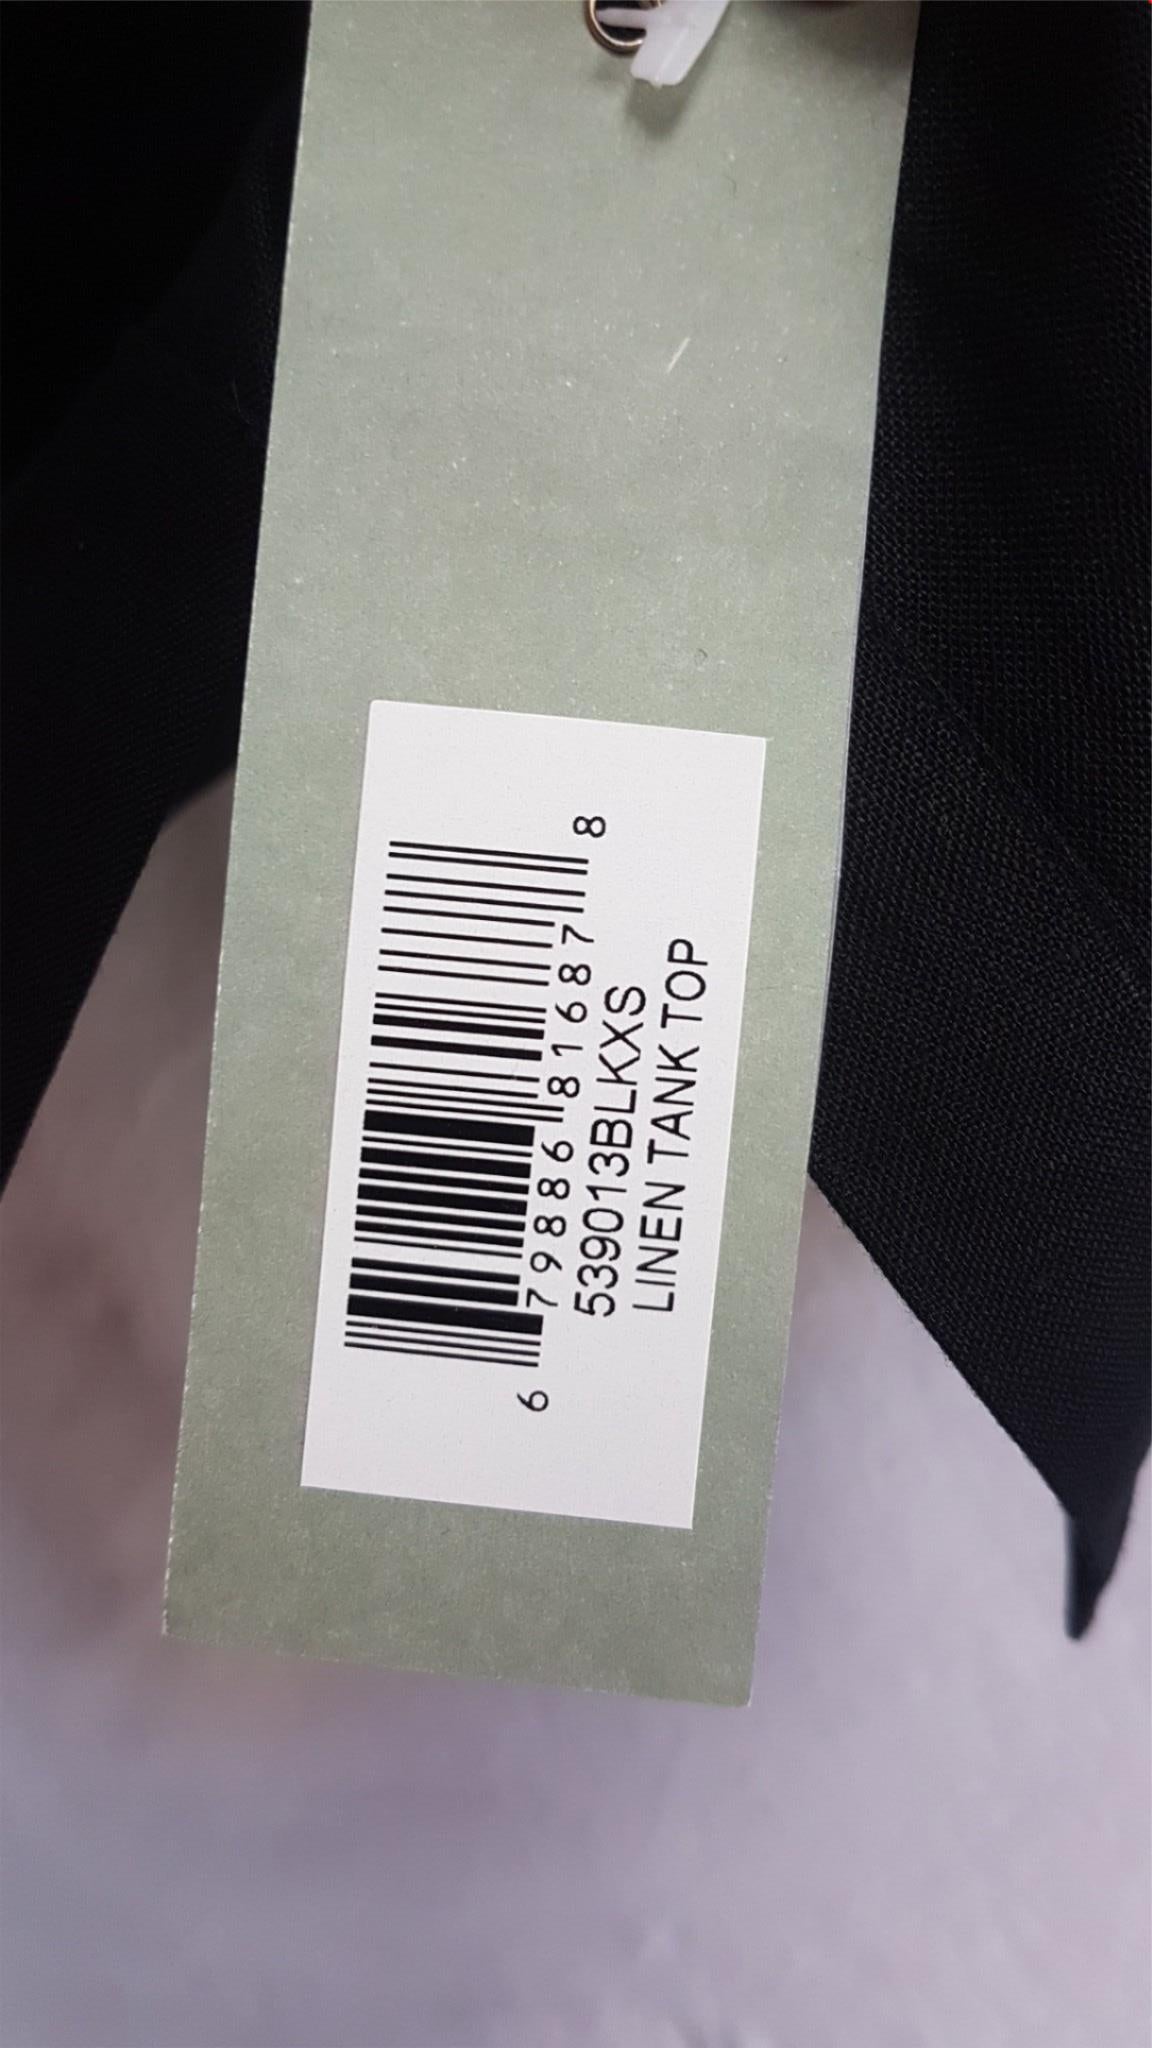 6 79886 81687 8
539013BLKXS
LINEN TANK TOP